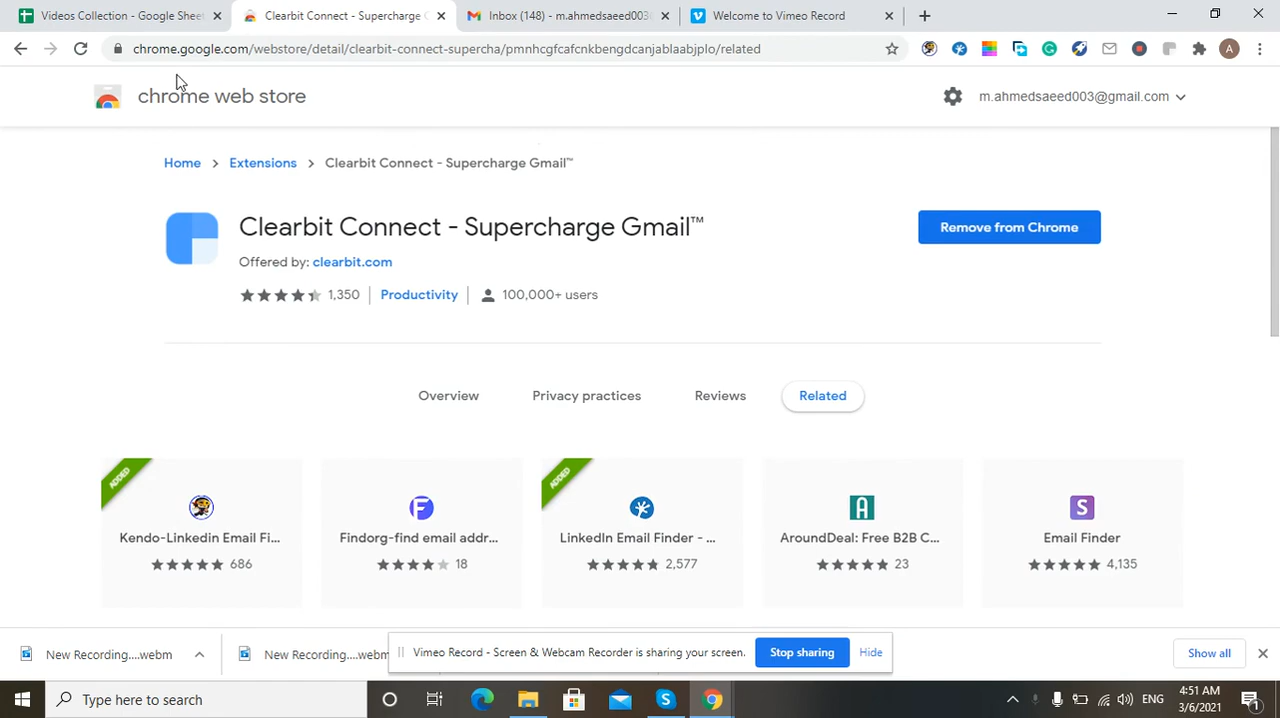 Videos Collection - Google Sheet
Clearbit Connect - Supercharge G
Inbox (148) - m.ahmedsaeed003@
Welcome to Vimeo Record
chrome.google.com/webstore/detail/clearbit-connect-supercha/pmnhcgfcafcnkbengdcanjablaabjplo/related
A
chrome web store
m.ahmedsaeed003@gmail.com
Home > Extensions > Clearbit Connect - Supercharge Gmail™
Clearbit Connect - Supercharge Gmail™
Remove from Chrome
Offered by: clearbit.com
1,350
Productivity
100,000+ users
Overview
Privacy practices
Reviews
Related
ADDED
Kendo-Linkedin Email Fi...
686
F
Findorg-find email addr...
18
ADDED
LinkedIn Email Finder - ...
2,577
A
AroundDeal: Free B2B C...
23
S
Email Finder
4,135
New Recording....webm
New Recording....webm
Vimeo Record - Screen & Webcam Recorder is sharing your screen.
Stop sharing
Hide
Show all
Type here to search
ENG
4:51 AM
3/6/2021